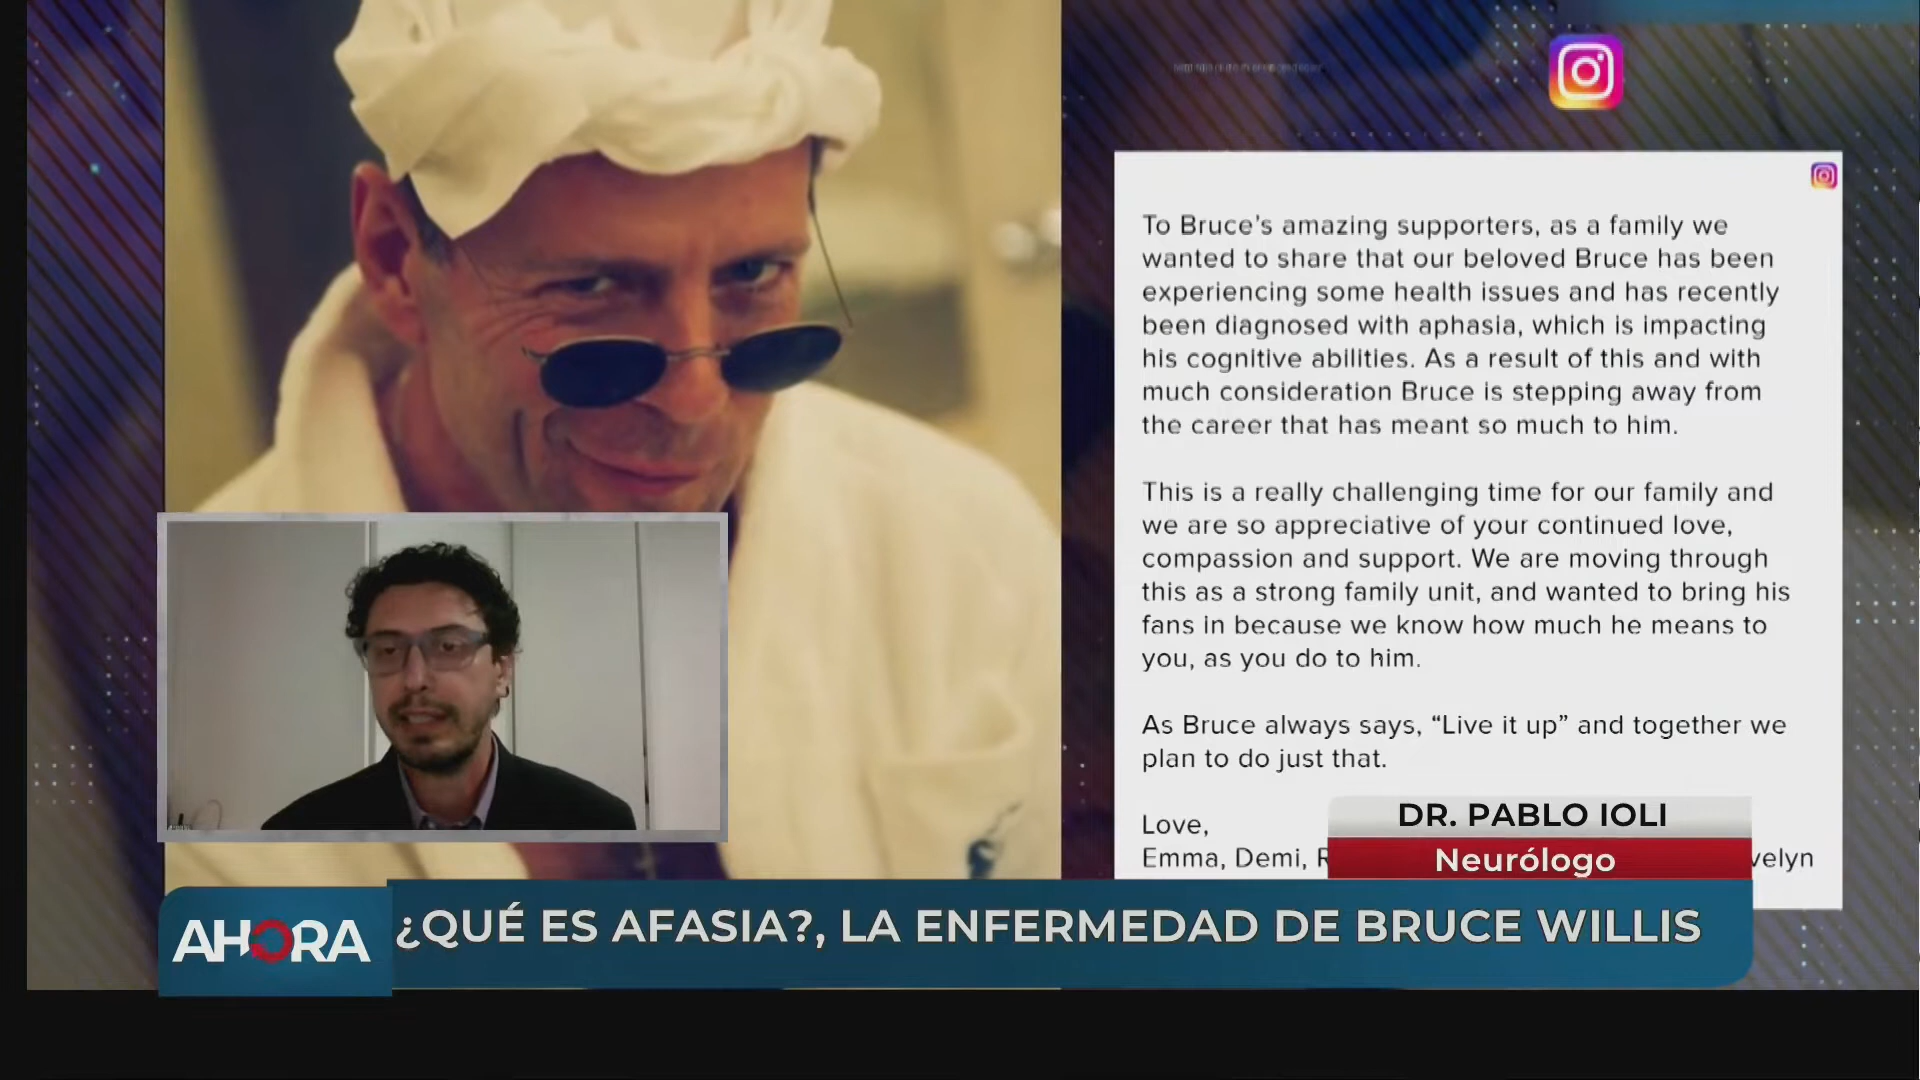 To Bruce's amazing supporters, as a family we
wanted to share that our beloved Bruce has been
experiencing some health issues and has recently
been diagnosed with aphasia, which is impacting
his cognitive abilities. As a result of this and with
much consideration Bruce is stepping away from
the career that has meant so much to him.
This is a really challenging time for our family and
we are so appreciative of your continued love,
compassion and support. We are moving through
this as a strong family unit, and wanted to bring his
fans in because we know how much he means to
you, as you do to him.
As Bruce always says, “Live it up” and together we
plan to do just that.
Love,
Emma, Demi,
DR. PABLO IOLI
Neurólogo
AHORA
¿QUÉ ES AFASIA?, LA ENFERMEDAD DE BRUCE WILLIS